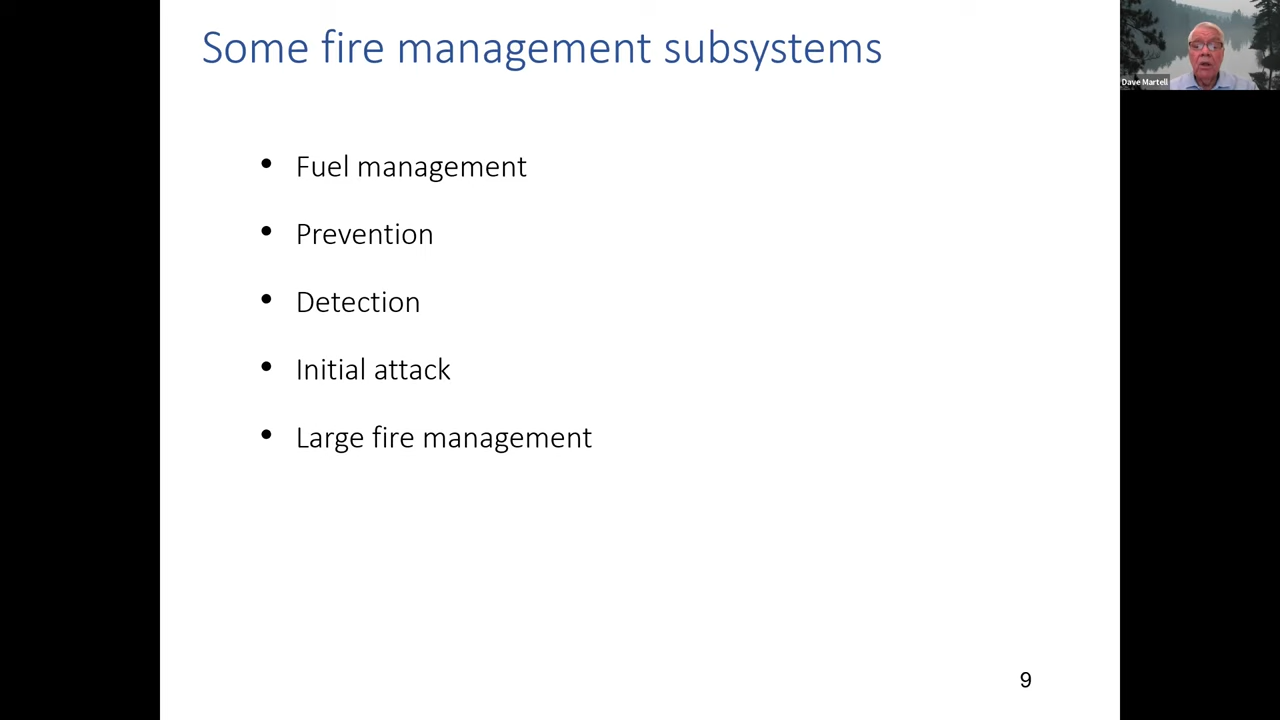 Some fire management subsystems
Dave Martell
• Fuel management
• Prevention
• Detection
• Initial attack
• Large fire management
9